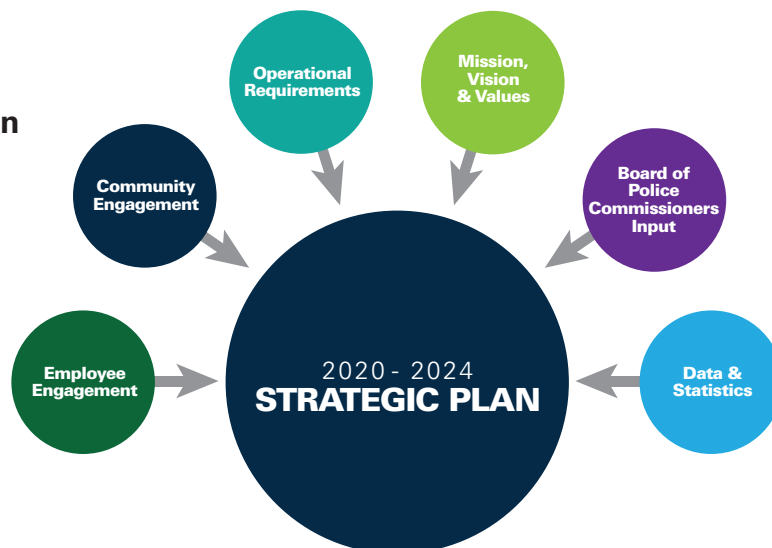 n
Operational
Requirements
Mission,
Vision
& Values
Community
Engagement
Board of
Police
Commissioners
Input
Employee
Engagement
2020 - 2024
STRATEGIC PLAN
Data &
Statistics